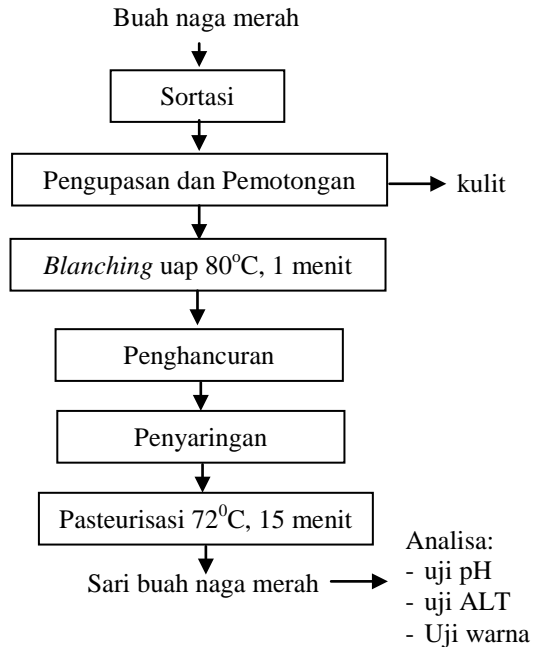 Buah naga merah
Sortasi
Pengupasan dan Pemotongan
kulit
Blanching uap 80°C, 1 menit
Penghancuran
Penyaringan
Pasteurisasi 72⁰C, 15 menit
Sari buah naga merah
Analisa:
- uji pH
- uji ALT
- Uji warna